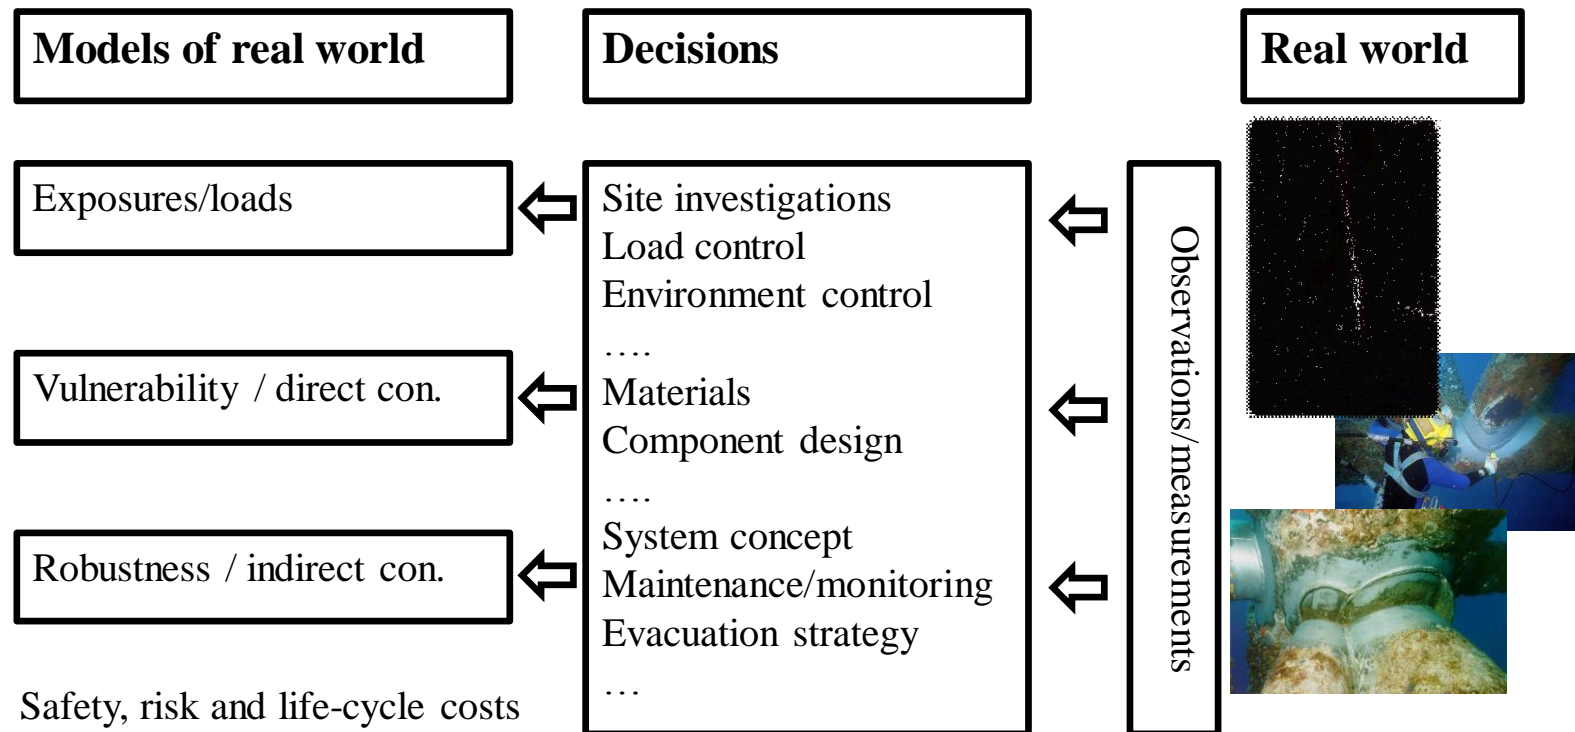 Models of real world
Decisions
Real world
Exposures/loads
Vulnerability / direct con.
Robustness / indirect con.
Safety, risk and life-cycle costs
Site investigations
Load control
Environment control
….
Materials
Component design
….
System concept
Maintenance/monitoring
Evacuation strategy
…
Observations/measurements